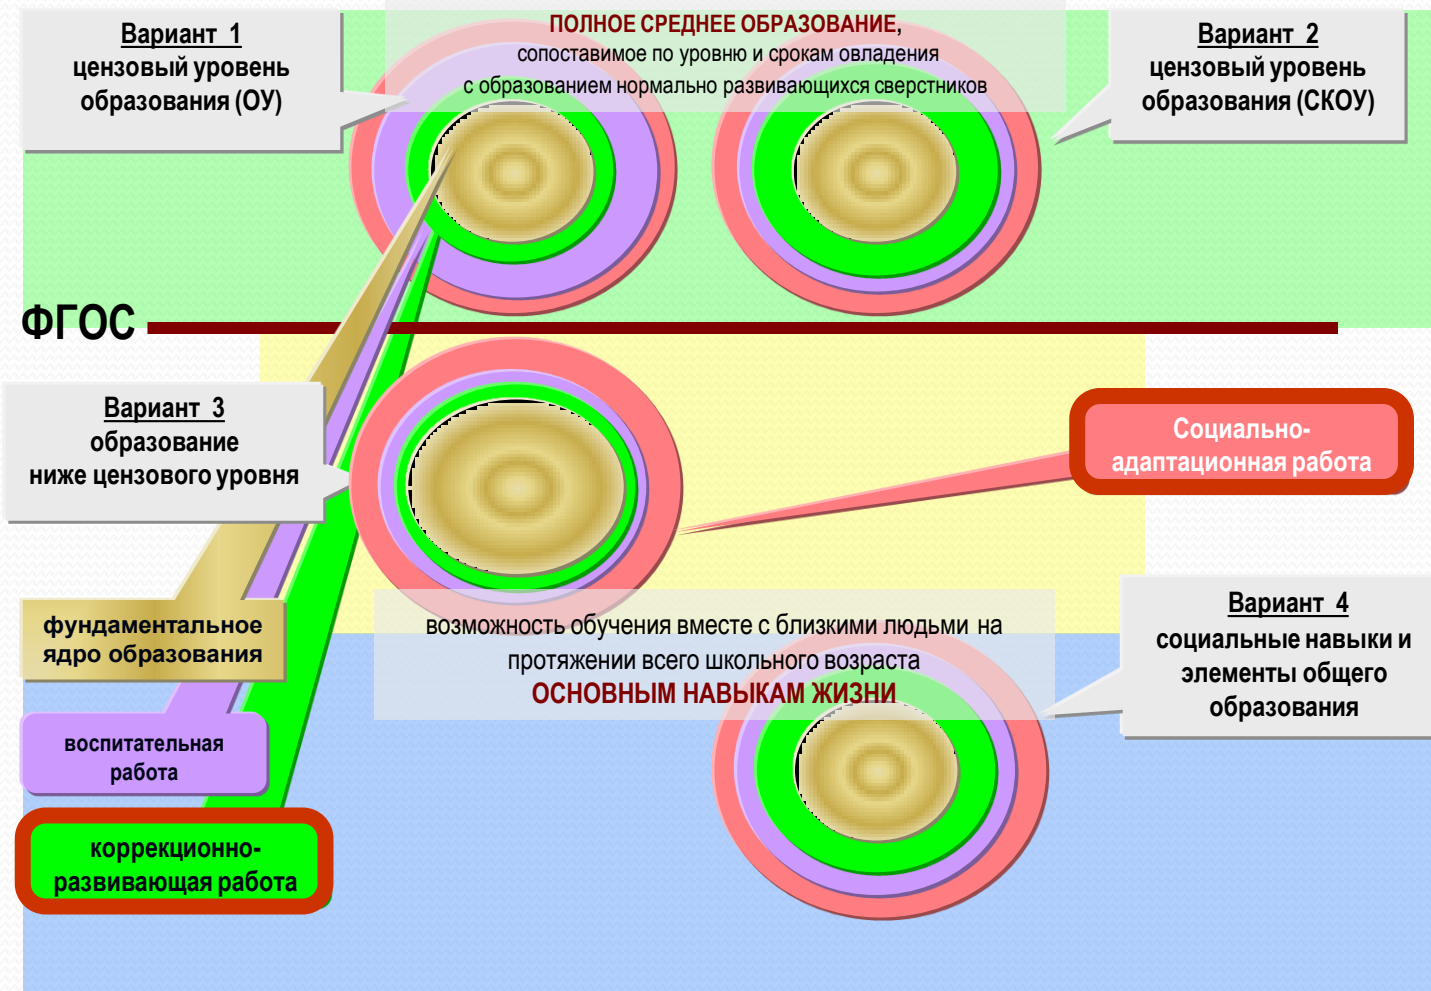 Вариант 1
цензовый уровень
образования (ОУ)
ПОЛНОЕ СРЕДНЕЕ ОБРАЗОВАНИЕ,
сопоставимое по уровню и срокам овладения
с образованием нормально развивающихся сверстников
Вариант 2
цензовый уровень
образования (СКОУ)
ФГОС
Вариант 3
образование
ниже цензового уровня
Социально-
адаптационная работа
фундаментальное
ядро образования
возможность обучения вместе с близкими людьми на
протяжении всего школьного возраста
ОСНОВНЫМ НАВЫКАМ ЖИЗНИ
Вариант 4
социальные навыки и
элементы общего
образования
воспитательная
работа
коррекционно-
развивающая работа